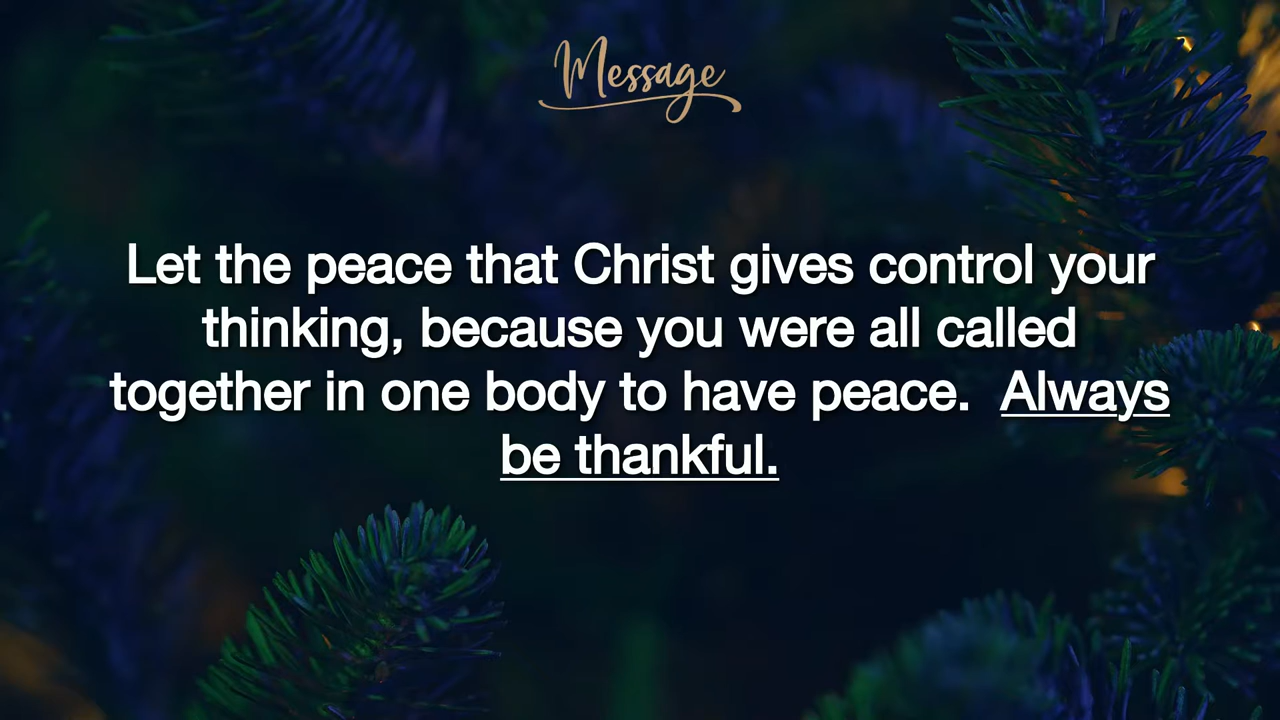 Message
Let the peace that Christ gives control your
thinking, because you were all called
together in one body to have peace.  Always
be thankful.